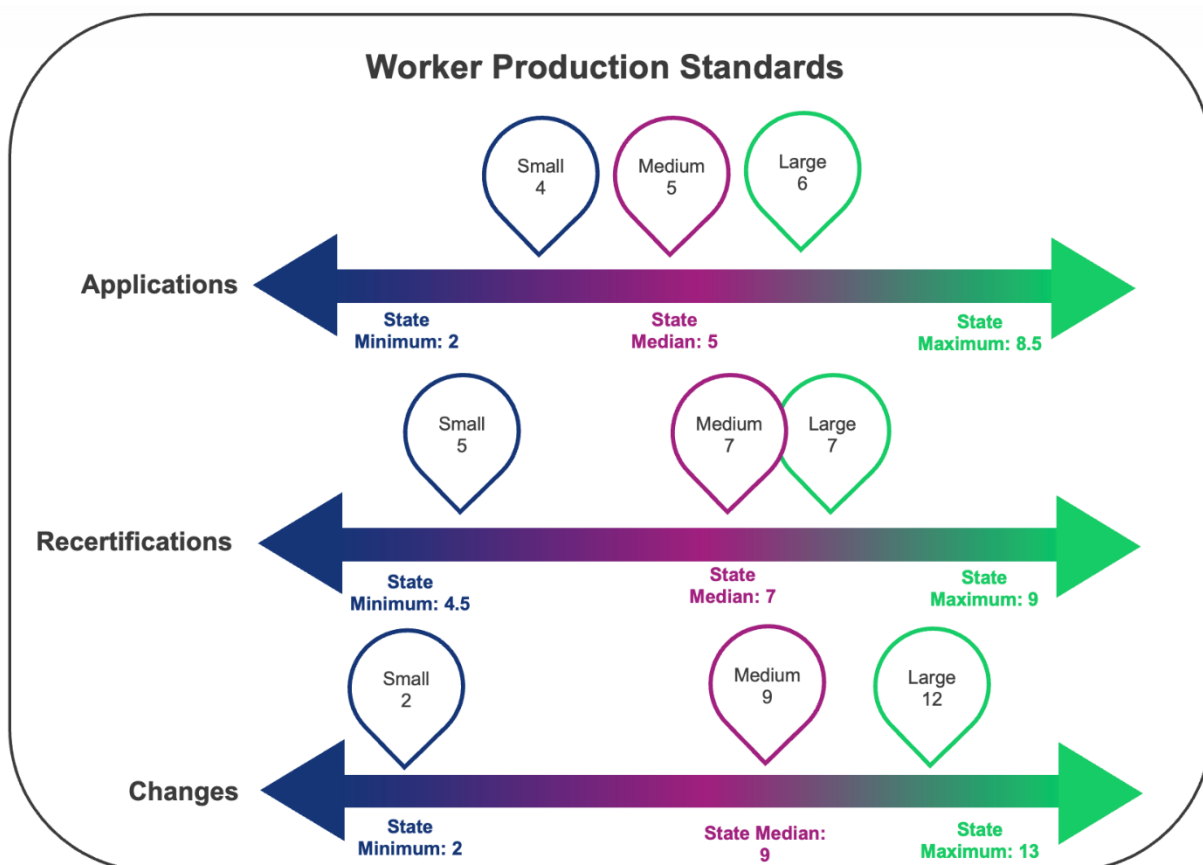 Worker Production Standards
Small
4
Medium
5
Large
6
Applications
State
Minimum: 2
State
Median: 5
State
Maximum: 8.5
Small
5
Medium
7
Large
7
Recertifications
State
Minimum: 4.5
State
Median: 7
State
Maximum: 9
Small
2
Medium
9
Large
12
Changes
State
Minimum: 2
State Median:
9
State
Maximum: 13